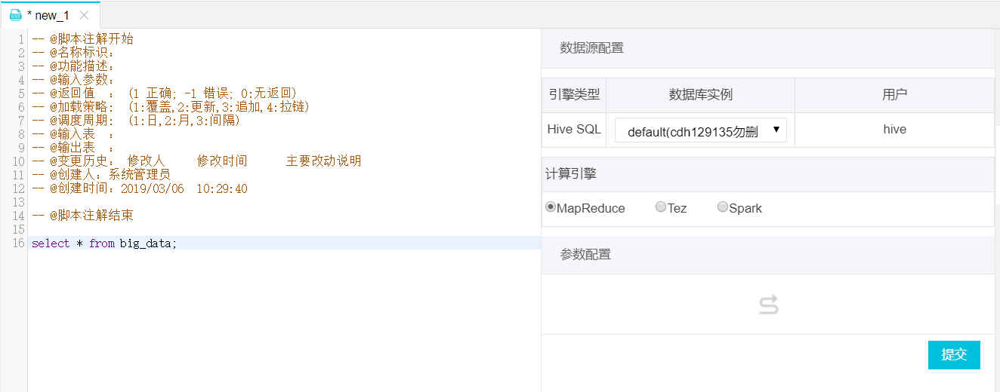 * new_1
1 -- @脚本注解开始
2 -- @名称标识：
3 -- @功能描述：
4 -- @输入参数：
5 -- @返回值 ： (1 正确; -1 错误; 0:无返回)
6 -- @加载策略: (1:覆盖,2:更新,3:追加,4:拉链)
7 -- @调度周期: (1:日,2:月,3:间隔)
8 -- @输入表 ：
9 -- @输出表 ：
10 -- @变更历史: 修改人 修改时间 主要改动说明
11 -- @创建人：系统管理员
12 -- @创建时间：2019/03/06 10:29:40
13
14 -- @脚本注解结束
15
16 select * from big_data;
数据源配置
引擎类型 数据库实例 用户
Hive SQL default(cdh129135勿删 hive
计算引擎
MapReduce Tez Spark
参数配置
提交